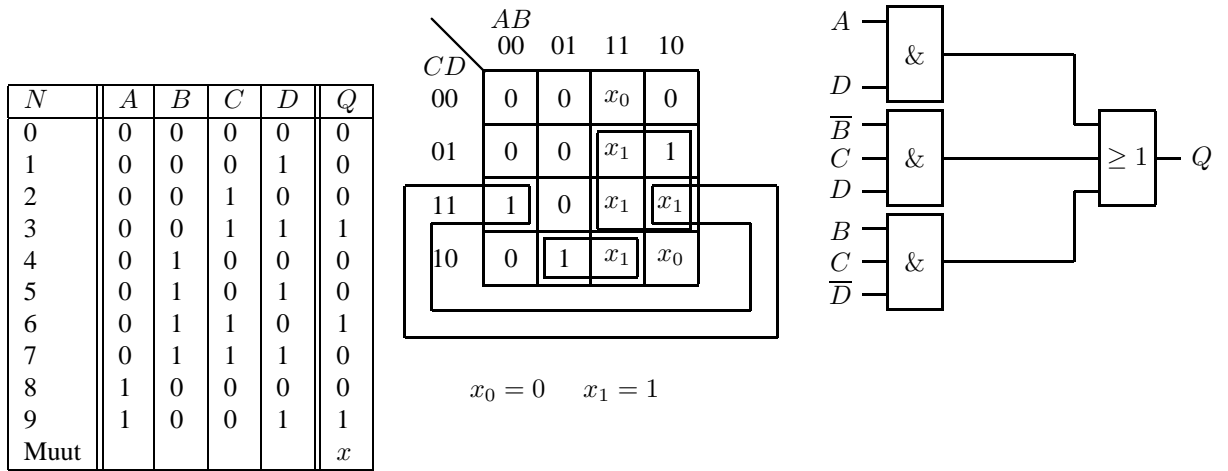 N A B C D Q
0 0 0 0 0 0
1 0 0 0 1 0
2 0 0 1 0 0
3 0 0 1 1 1
4 0 1 0 0 0
5 0 1 0 1 0
6 0 1 1 0 1
7 0 1 1 1 0
8 1 0 0 0 0
9 1 0 0 1 1
Muut x
AB
00 01 11 10
CD
00 0 0 x₀ 0
01 0 0 x₁ 1
11 1 0 x₁ x₁
10 0 1 x₁ x₀
x₀ = 0 x₁ = 1
A
&
D
B̅
C & ≥ 1 Q
D
B
C &
D̅